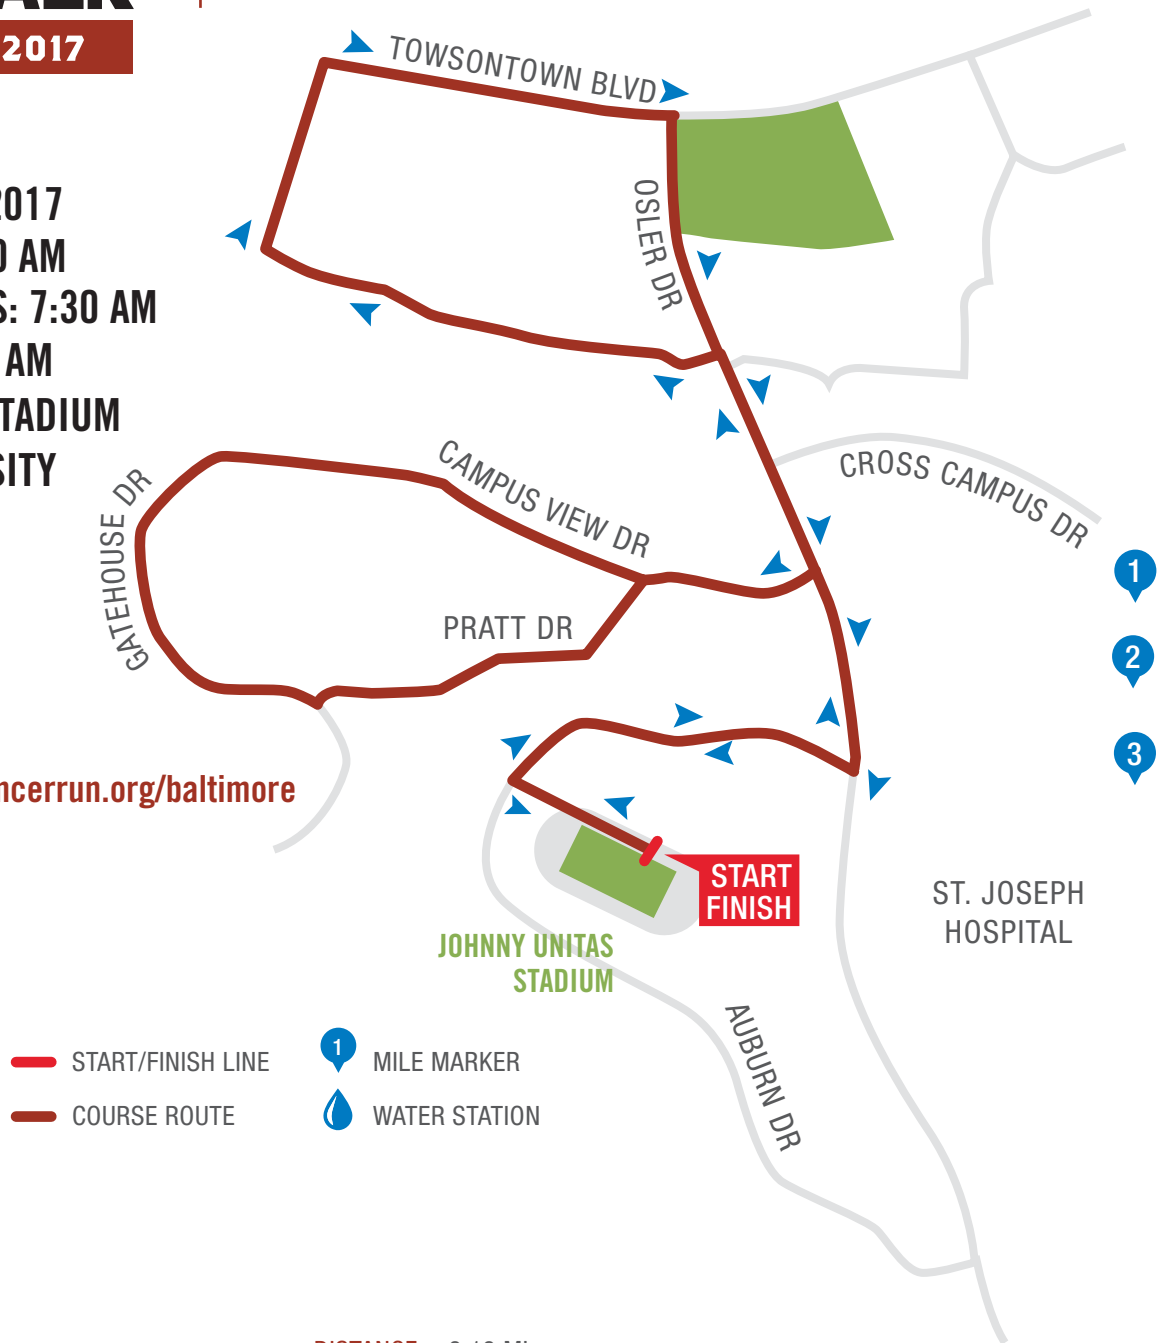 2017
TOWSONTOWN BLVD
2017
AM
7:30 AM
AM
OSLER DR
CAMPUS VIEW DR
CROSS CAMPUS DR
GATEHOUSE DR
PRATT DR
1
2
3
ncerrun.org/baltimore
START
FINISH
ST. JOSEPH
HOSPITAL
JOHNNY UNITAS
STADIUM
AUBURN DR
START/FINISH LINE
1
MILE MARKER
COURSE ROUTE
WATER STATION